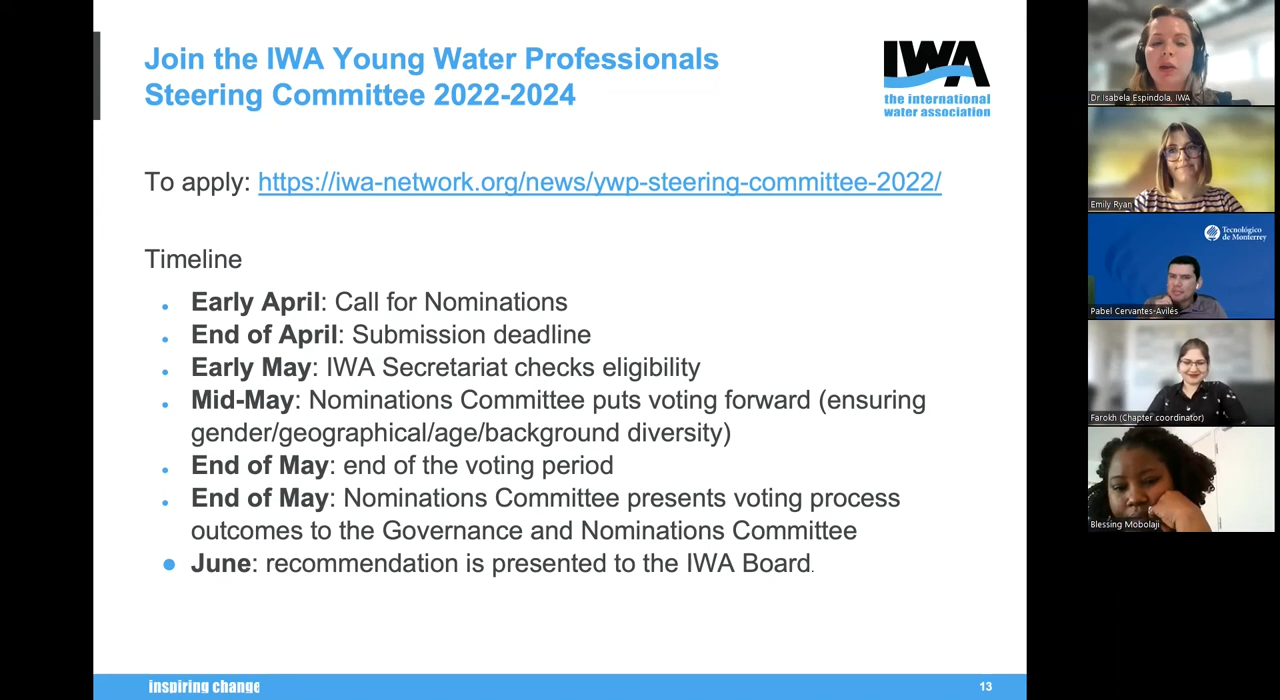 Join the IWA Young Water Professionals
Steering Committee 2022-2024
IWA
the international
water association
To apply: https://iwa-network.org/news/ywp-steering-committee-2022/
Timeline
Early April: Call for Nominations
End of April: Submission deadline
Early May: IWA Secretariat checks eligibility
Mid-May: Nominations Committee puts voting forward (ensuring
gender/geographical/age/background diversity)
End of May: end of the voting period
End of May: Nominations Committee presents voting process
outcomes to the Governance and Nominations Committee
June: recommendation is presented to the IWA Board.
inspiring change
13
Dr Isabela Espindola, IWA
Emily Ryan
Tecnológico
de Monterrey
Pabel Cervantes-Avilés
Farokh (Chapter coordinator)
Blessing Mobolaji